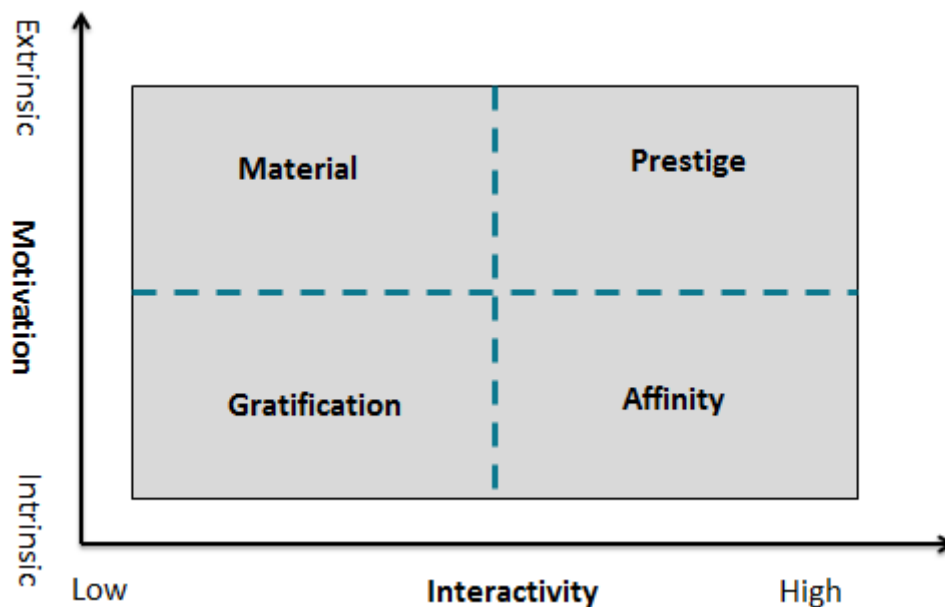 Extrinsic
Motivation
Intrinsic
Material
Prestige
Gratification
Affinity
Low
Interactivity
High